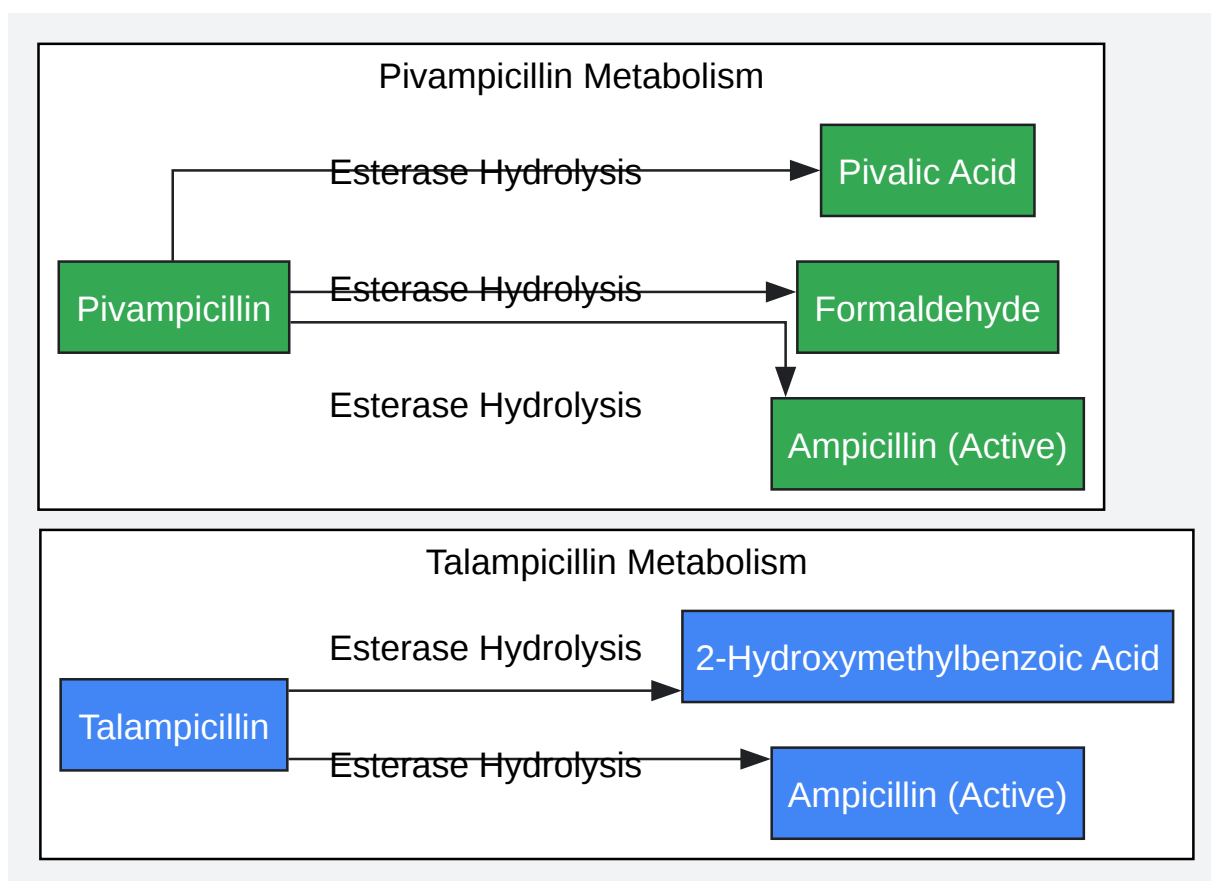 Pivampicillin Metabolism
Esterase Hydrolysis
Pivalic Acid
Pivampicillin
Esterase Hydrolysis
Formaldehyde
Esterase Hydrolysis
Ampicillin (Active)
Talampicillin Metabolism
Esterase Hydrolysis
2-Hydroxymethylbenzoic Acid
Talampicillin
Esterase Hydrolysis
Ampicillin (Active)